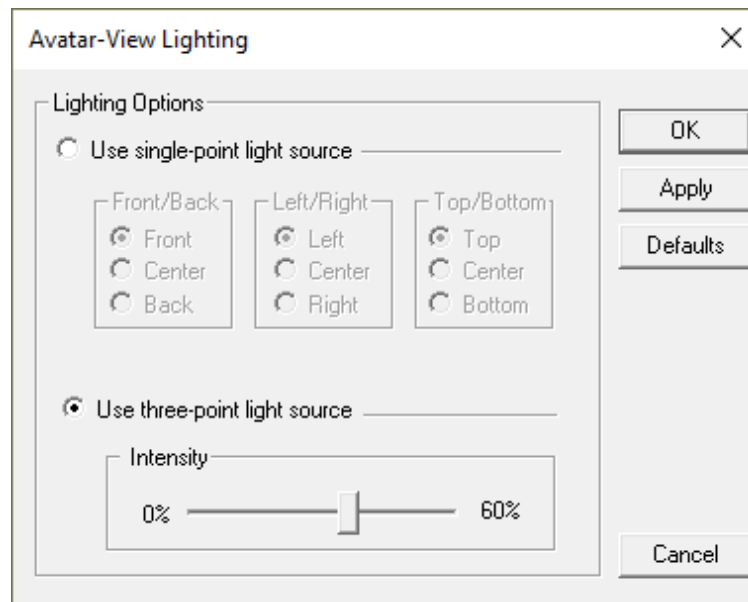 Avatar-View Lighting
Lighting Options
Use single-point light source
Front/Back Left/Right Top/Bottom
Front Left Top
Center Center Center
Back Right Bottom
Use three-point light source
Intensity
0% 60%
OK
Apply
Defaults
Cancel